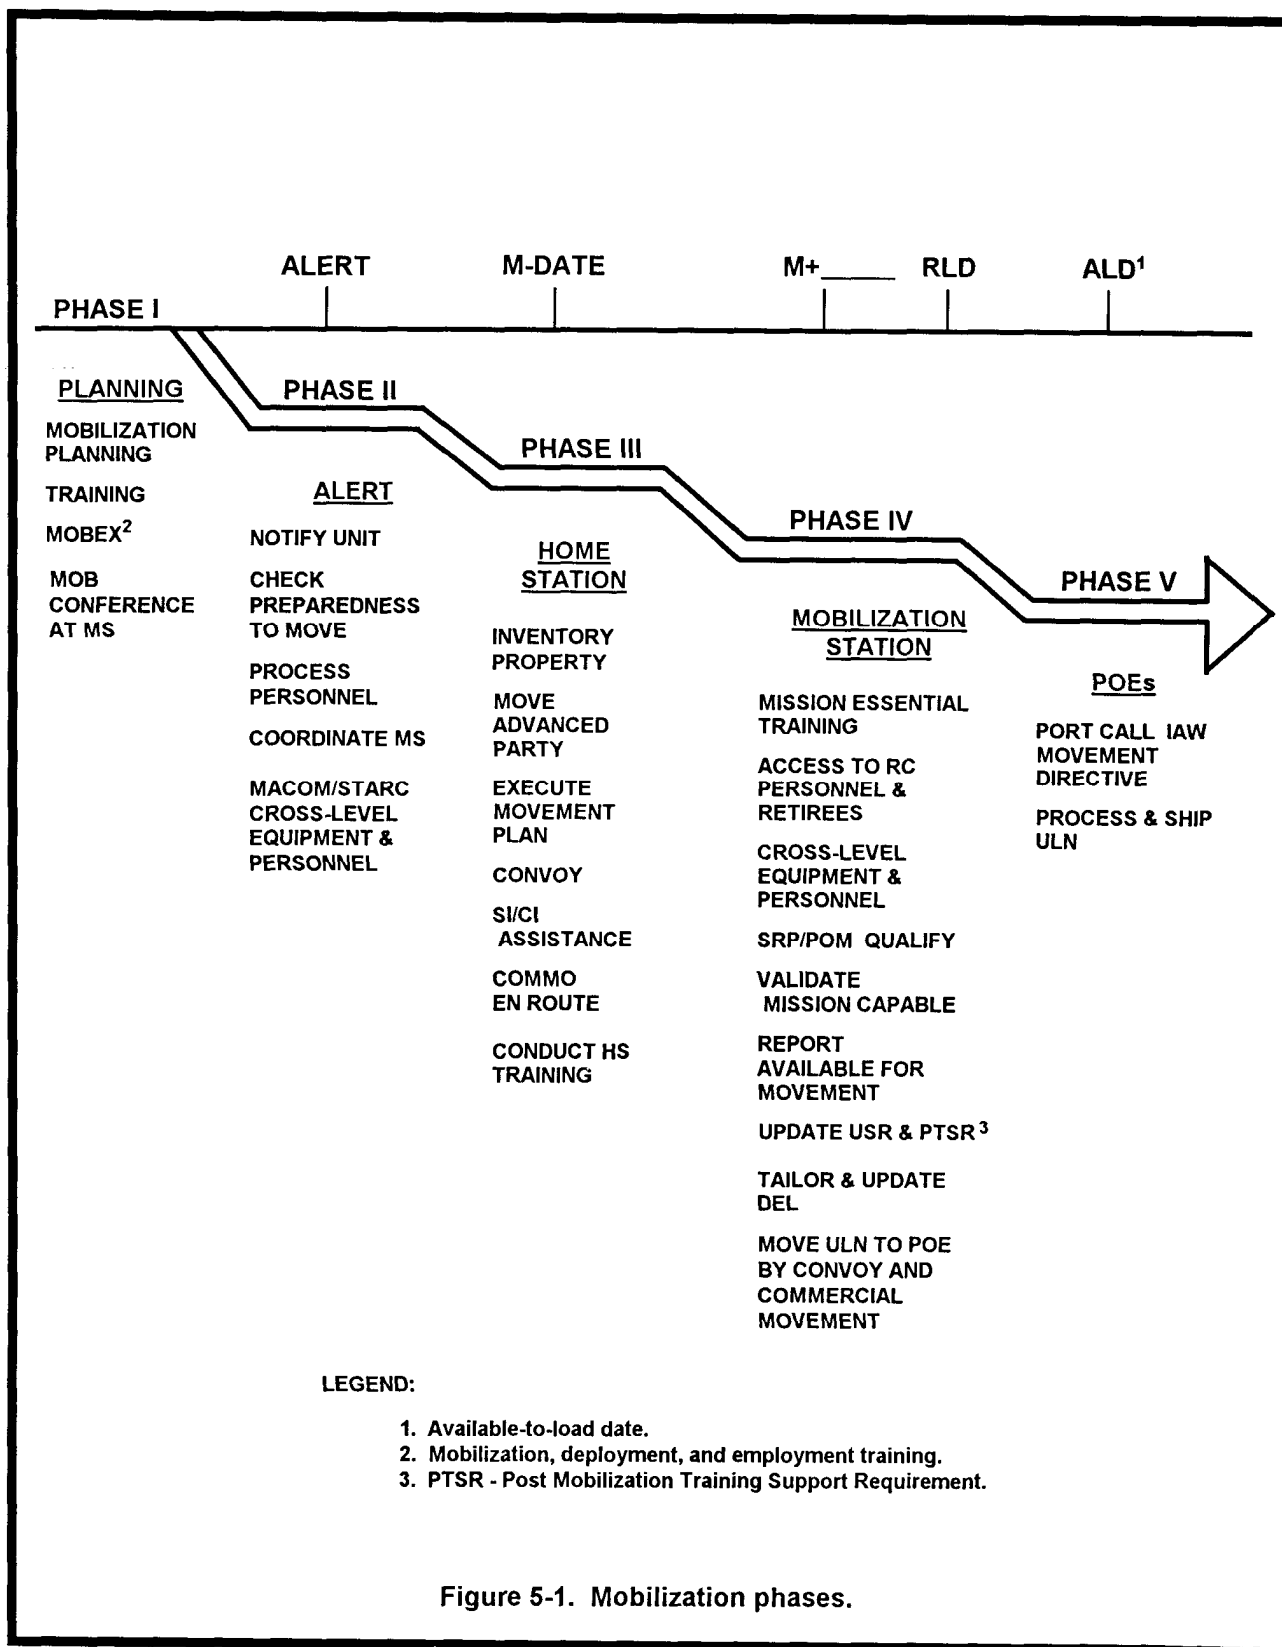 ALERT
M-DATE
M+_____
RLD
ALD¹
PHASE I
PLANNING
MOBILIZATION
PLANNING
TRAINING
MOBEX²
MOB
CONFERENCE
AT MS
PHASE II
ALERT
NOTIFY UNIT
CHECK
PREPAREDNESS
TO MOVE
PROCESS
PERSONNEL
COORDINATE MS
MACOM/STARC
CROSS-LEVEL
EQUIPMENT &
PERSONNEL
PHASE III
HOME
STATION
INVENTORY
PROPERTY
MOVE
ADVANCED
PARTY
EXECUTE
MOVEMENT
PLAN
CONVOY
SI/CI
ASSISTANCE
COMMO
EN ROUTE
CONDUCT HS
TRAINING
PHASE IV
MOBILIZATION
STATION
MISSION ESSENTIAL
TRAINING
ACCESS TO RC
PERSONNEL &
RETIREES
CROSS-LEVEL
EQUIPMENT &
PERSONNEL
SRP/POM QUALIFY
VALIDATE
MISSION CAPABLE
REPORT
AVAILABLE FOR
MOVEMENT
UPDATE USR & PTSR³
TAILOR & UPDATE
DEL
MOVE ULN TO POE
BY CONVOY AND
COMMERCIAL
MOVEMENT
PHASE V
POEs
PORT CALL IAW
MOVEMENT
DIRECTIVE
PROCESS & SHIP
ULN
LEGEND:
1. Available-to-load date.
2. Mobilization, deployment, and employment training.
3. PTSR - Post Mobilization Training Support Requirement.
Figure 5-1. Mobilization phases.